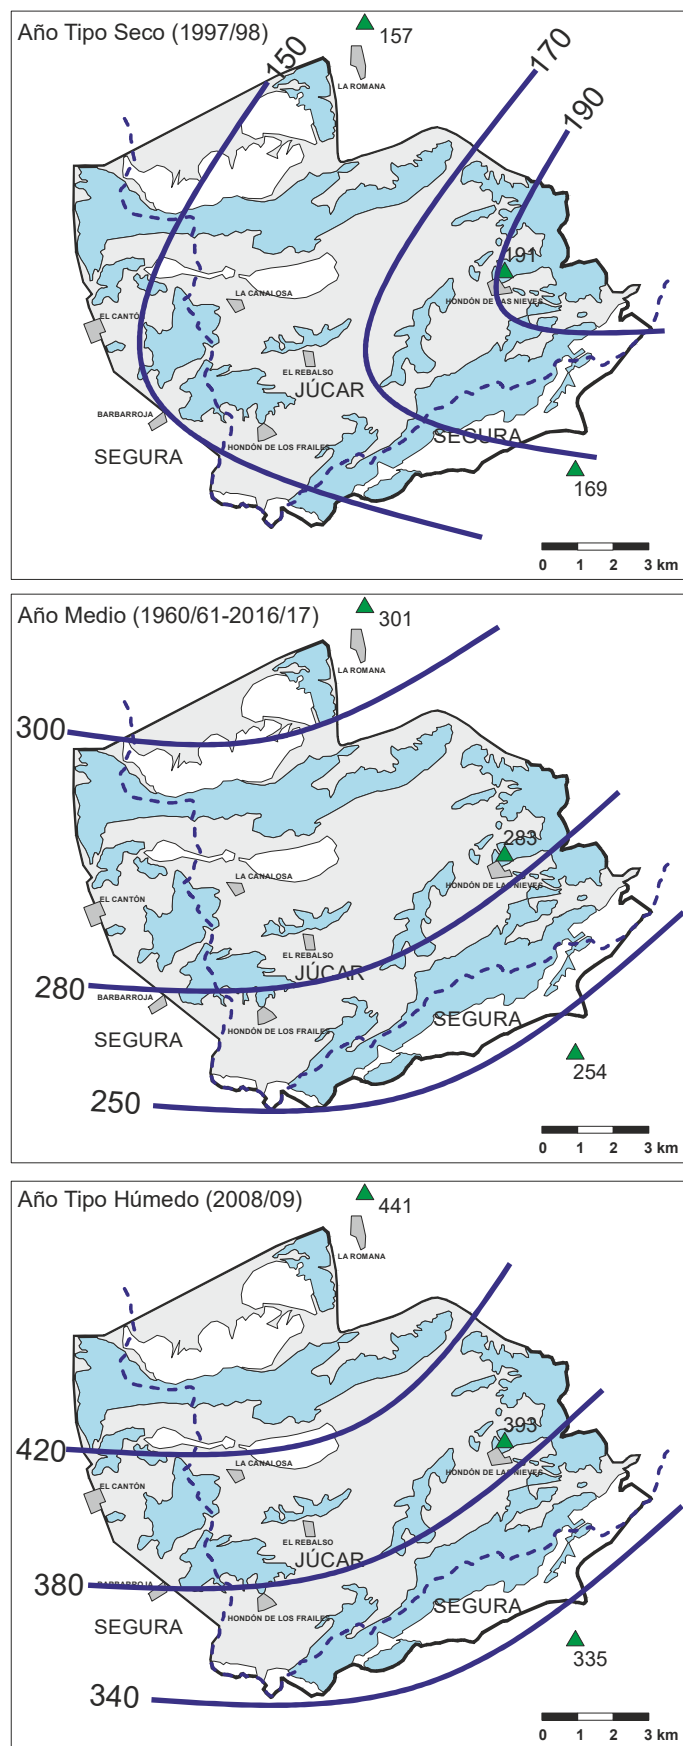 Año Tipo Seco (1997/98)
157
LA ROMANA
150
170
190
191
HONDÓN DE LAS NIEVES
LA CANALOSA
EL CANTÓN
EL REBALSO
JÚCAR
BARBARROJA
SEGURA
HONDÓN DE LOS FRAILES
SEGURA
169
0 1 2 3 km
Año Medio (1960/61-2016/17)
301
LA ROMANA
300
283
HONDÓN DE LAS NIEVES
LA CANALOSA
EL CANTÓN
EL REBALSO
JÚCAR
280
BARBARROJA
SEGURA
HONDÓN DE LOS FRAILES
SEGURA
254
250
0 1 2 3 km
Año Tipo Húmedo (2008/09)
441
LA ROMANA
420
393
HONDÓN DE LAS NIEVES
LA CANALOSA
EL CANTÓN
EL REBALSO
JÚCAR
380
BARBARROJA
SEGURA
HONDÓN DE LOS FRAILES
SEGURA
335
340
0 1 2 3 km